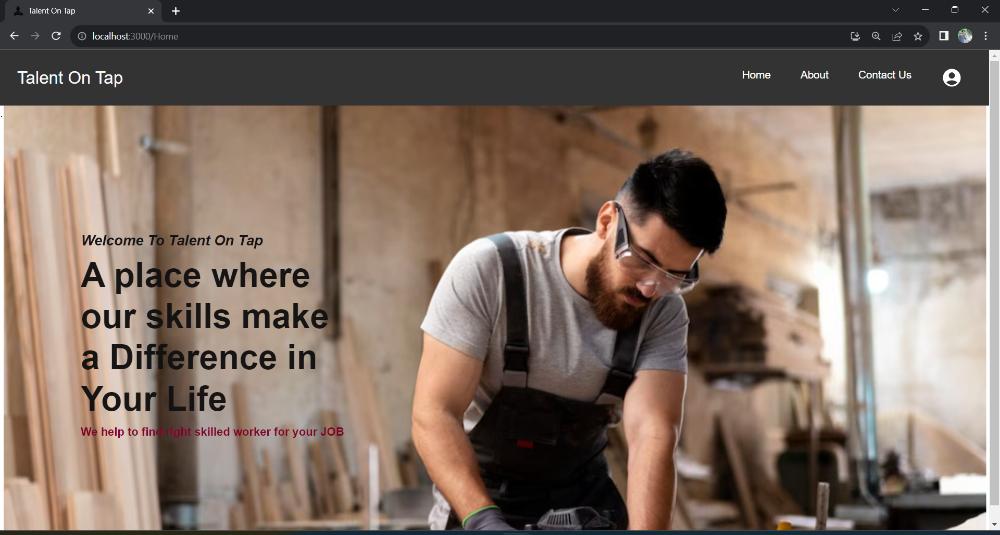 Talent On Tap
localhost:3000/Home
Talent On Tap
Home
About
Contact Us
.
Welcome To Talent On Tap
A place where
our skills make
a Difference in
Your Life
We help to find right skilled worker for your JOB